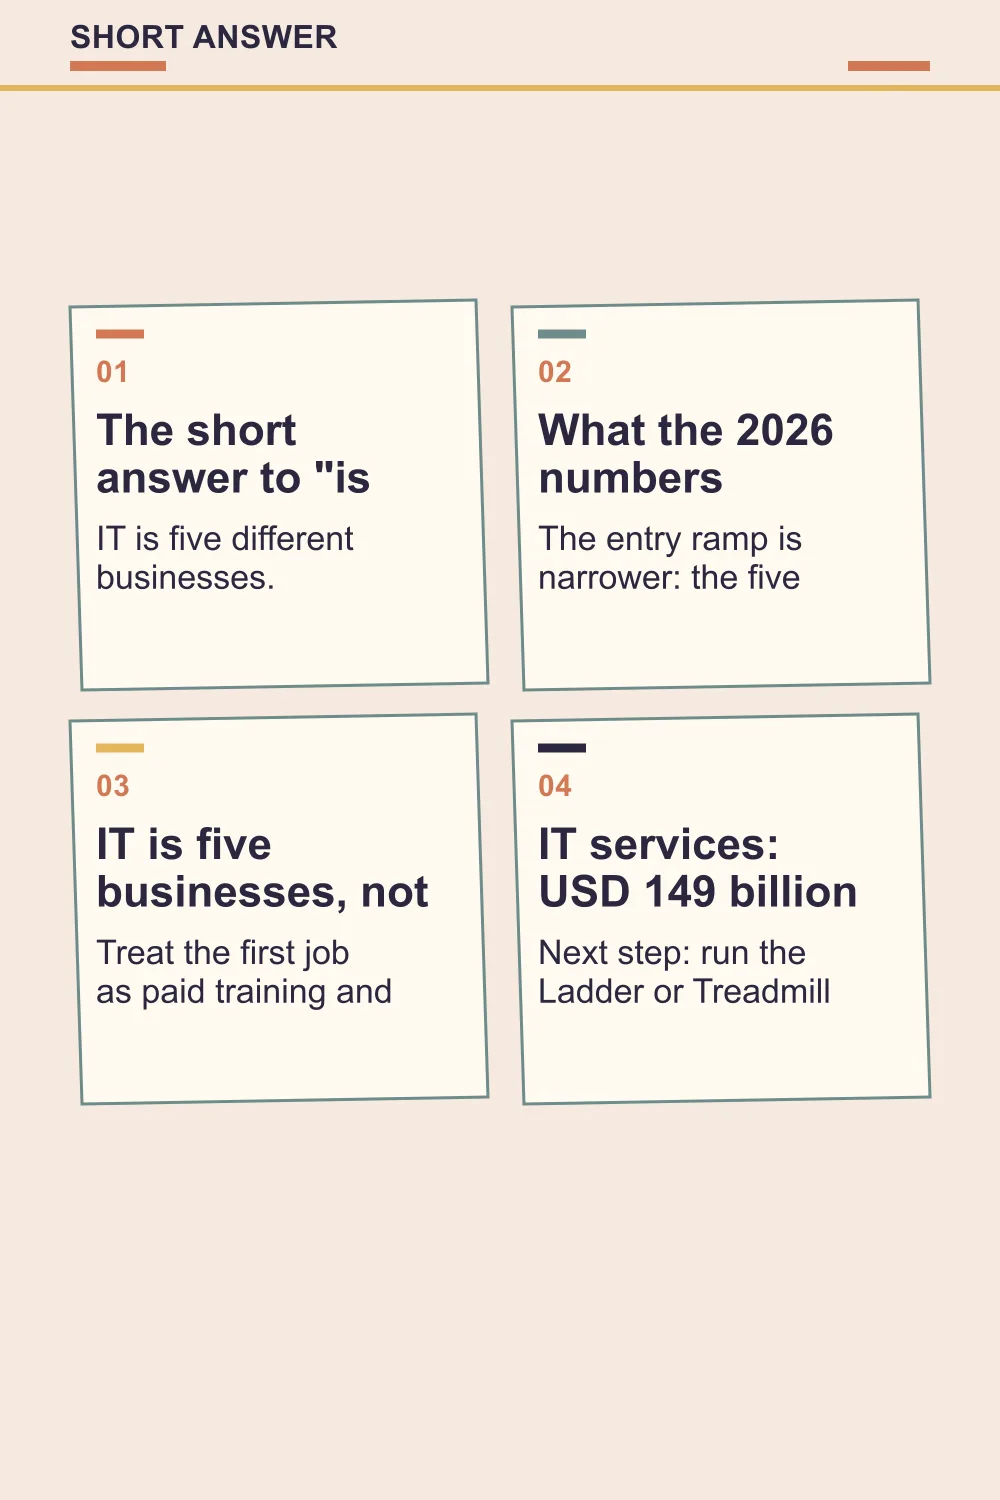 SHORT ANSWER
01
The short
answer to "is
IT is five different
businesses.
02
What the 2026
numbers
The entry ramp is
narrower: the five
03
IT is five
businesses, not
Treat the first job
as paid training and
04
IT services:
USD 149 billion
Next step: run the
Ladder or Treadmill